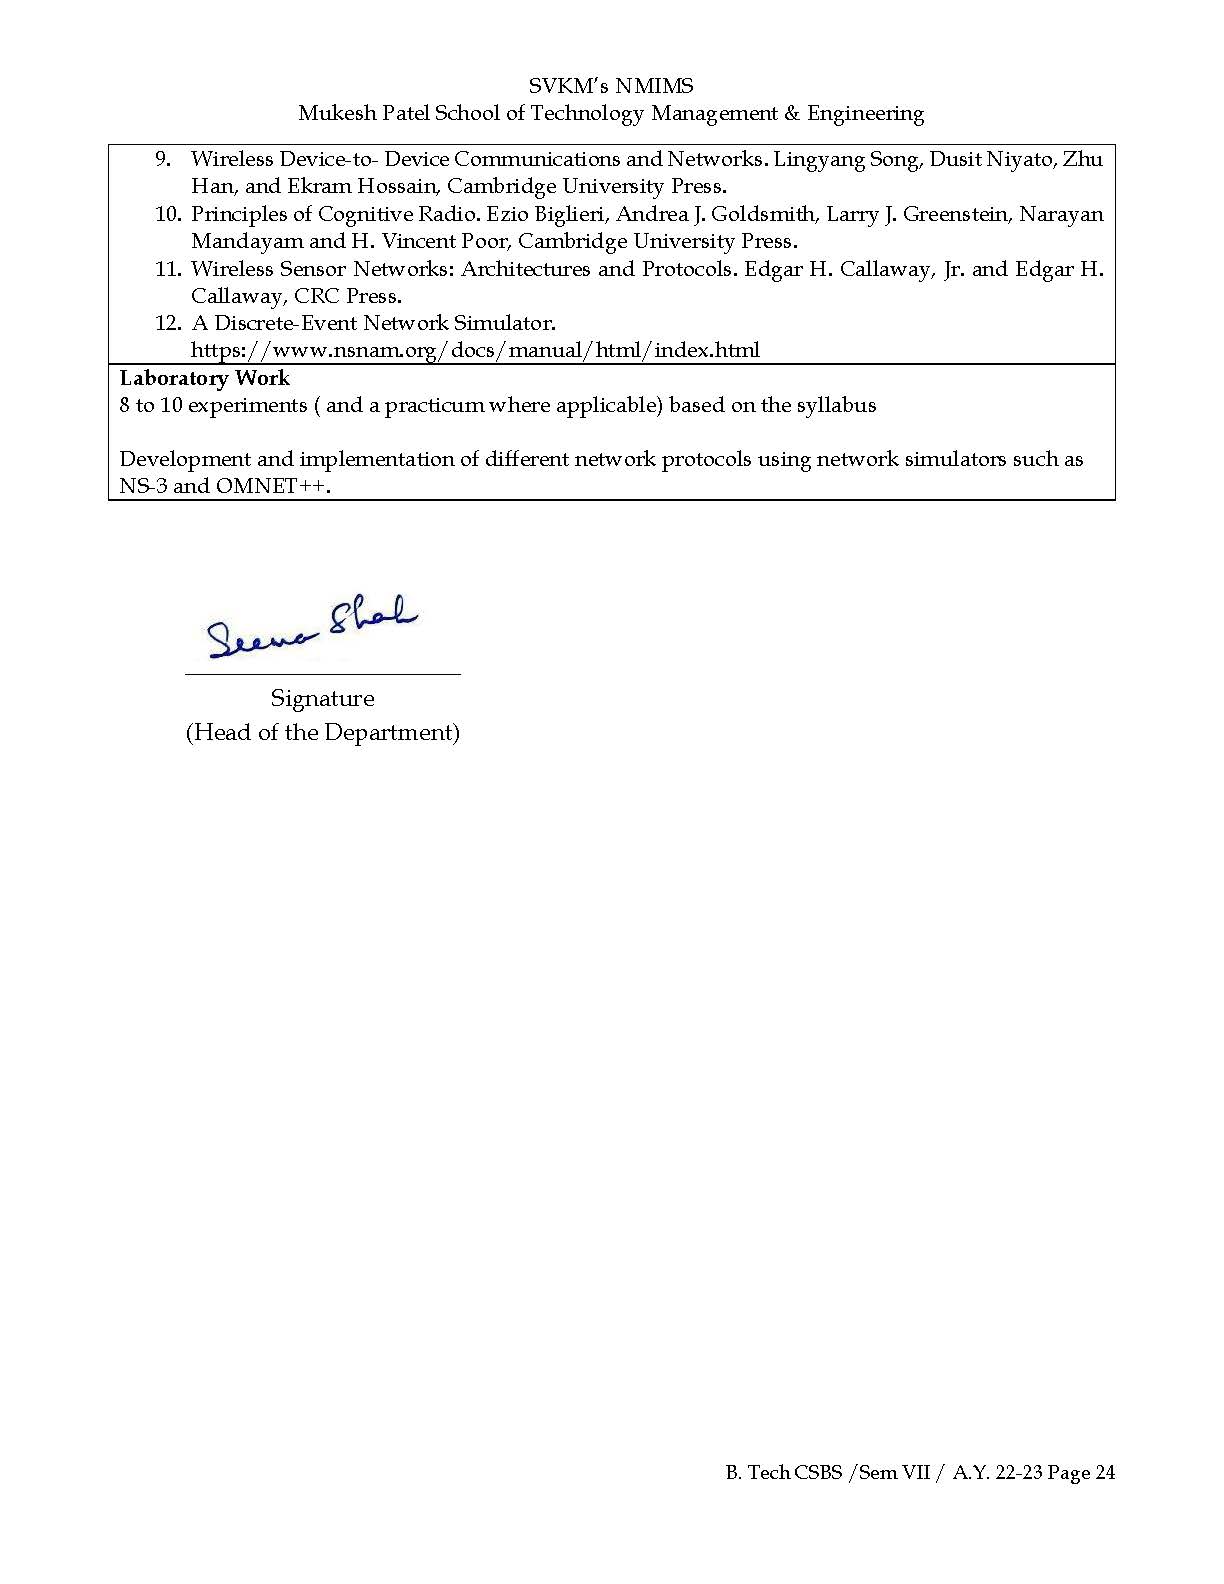 SVKM's NMIMS
Mukesh Patel School of Technology Management & Engineering
9. Wireless Device-to- Device Communications and Networks. Lingyang Song, Dusit Niyato, Zhu
Han, and Ekram Hossain, Cambridge University Press.
10. Principles of Cognitive Radio. Ezio Biglieri, Andrea J. Goldsmith, Larry J. Greenstein, Narayan
Mandayam and H. Vincent Poor, Cambridge University Press.
11. Wireless Sensor Networks: Architectures and Protocols. Edgar H. Callaway, Jr. and Edgar H.
Callaway, CRC Press.
12. A Discrete-Event Network Simulator.
https://www.nsnam.org/docs/manual/html/index.html
Laboratory Work
8 to 10 experiments ( and a practicum where applicable) based on the syllabus
Development and implementation of different network protocols using network simulators such as
NS-3 and OMNET++.
Seema Shah
Signature
(Head of the Department)
B. Tech CSBS /Sem VII / A.Y. 22-23 Page 24